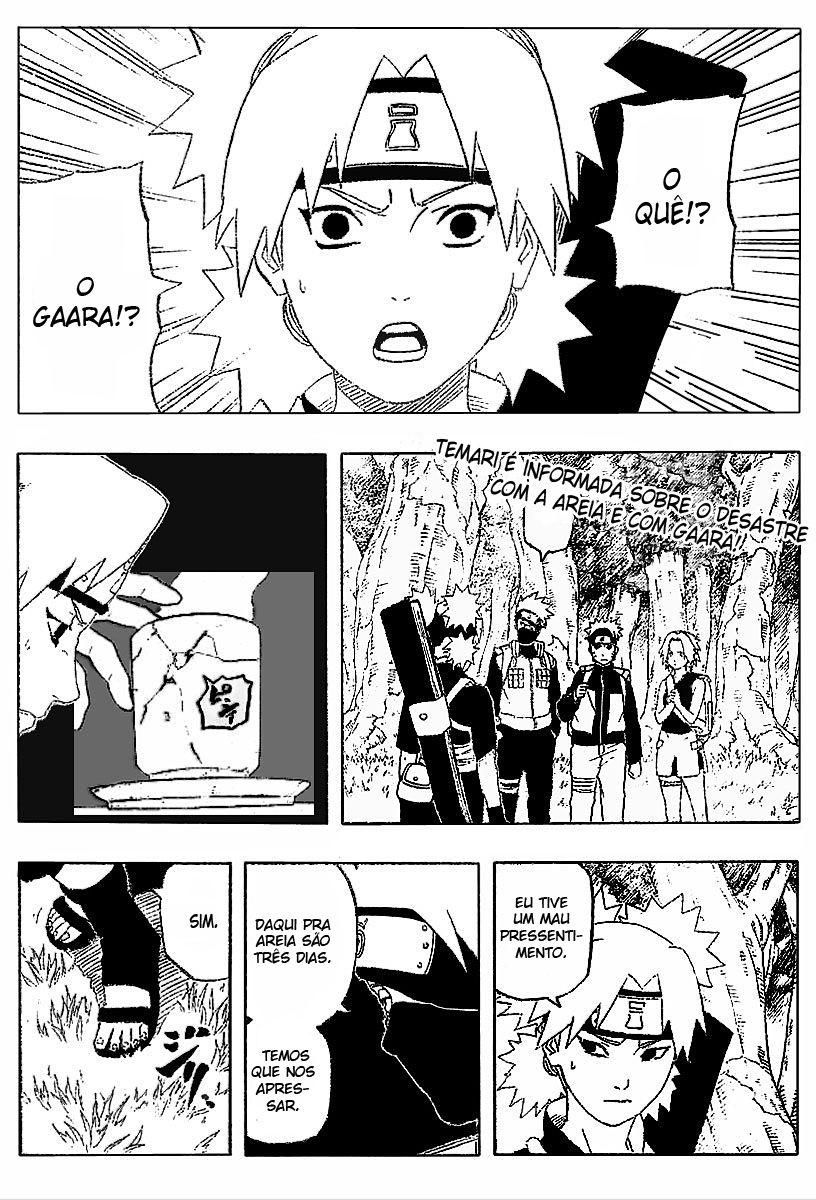 O
QUÊ!?
O
GAARA!?
TEMARI É INFORMADA SOBRE O DESASTRE
COM A AREIA E COM GAARA!!
EU TIVE
UM MAU
PRESSENTI-
MENTO.
DAQUI PRA
AREIA SÃO
TRÊS DIAS.
TEMOS
QUE NOS
APRES-
SAR.
SIM.